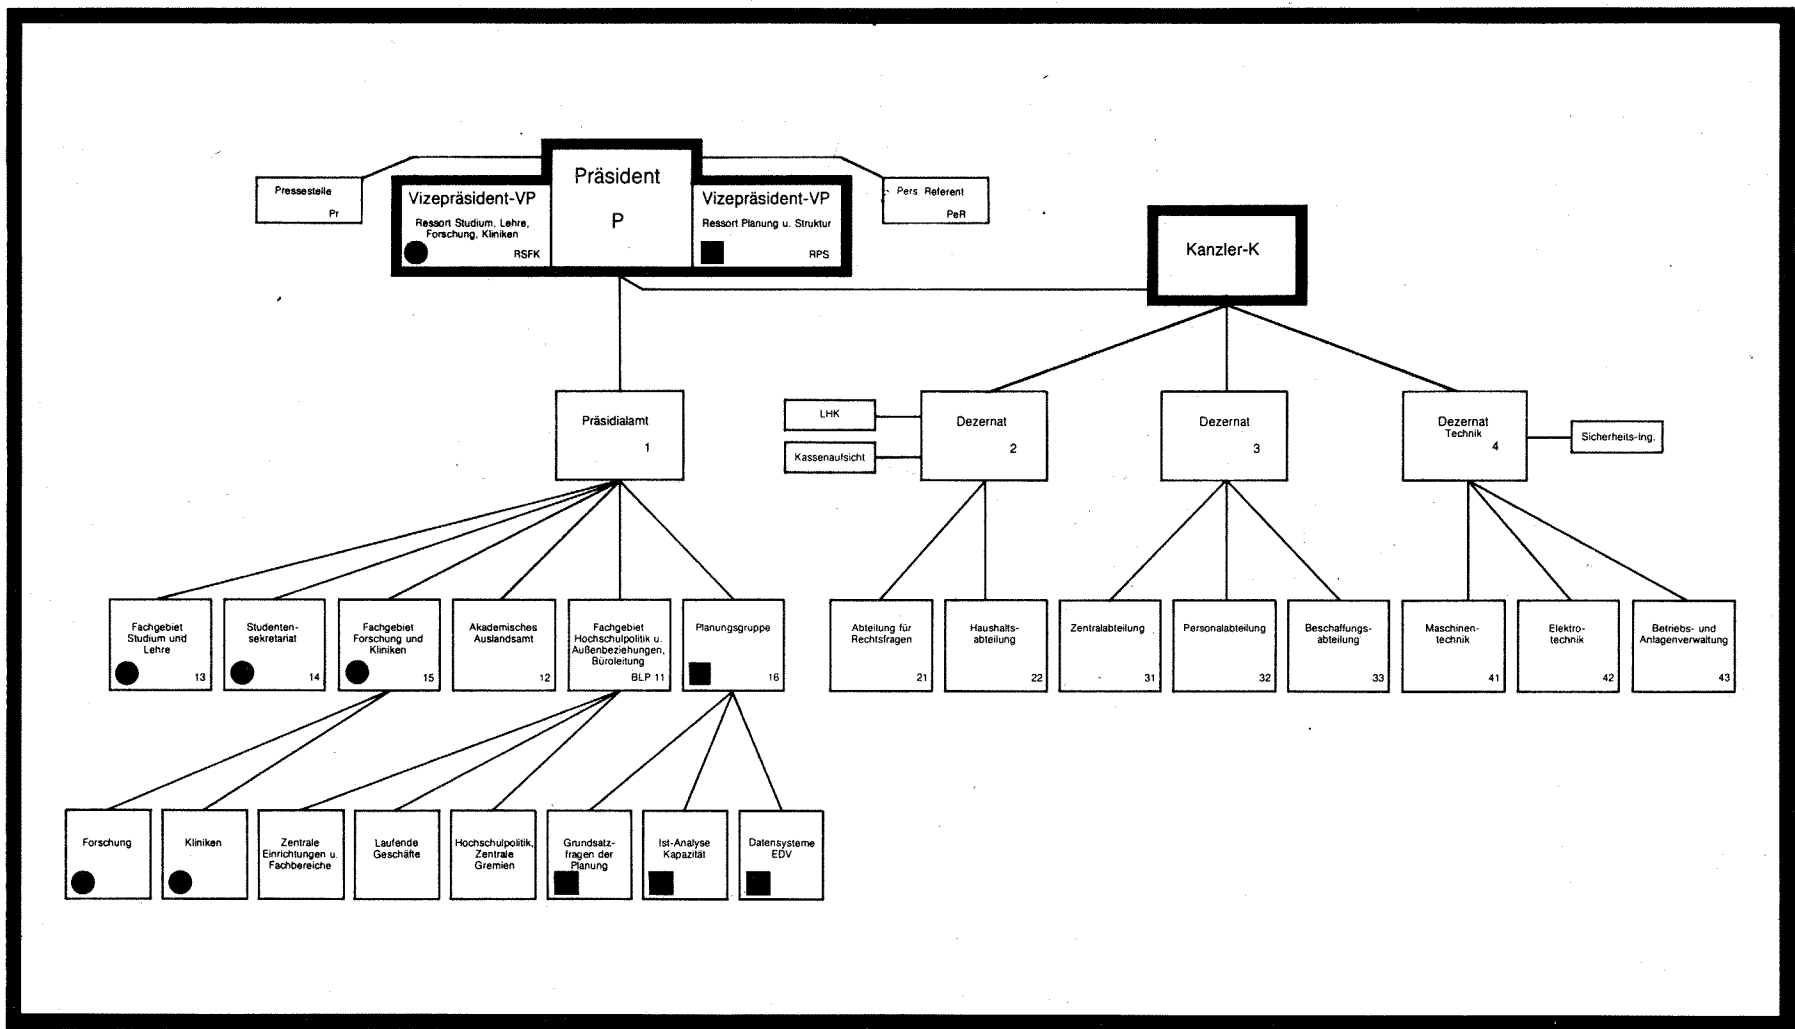 Präsident
P
Pressestelle
Pr
Vizepräsident-VP
Ressort Studium, Lehre,
Forschung, Kliniken
RSFK
Vizepräsident-VP
Ressort Planung u. Struktur
RPS
Pers Referent
PeR
Kanzler-K
Präsidialamt
1
LHK
Kassenaufsicht
Dezernat
2
Dezernat
3
Dezernat
Technik
4
Sicherheits-Ing.
Fachgebiet
Studium und
Lehre
13
Studenten-
sekretariat
14
Fachgebiet
Forschung und
Kliniken
15
Akademisches
Auslandsamt
12
Fachgebiet
Hochschulpolitik u.
Außenbeziehungen,
Büroleitung
BLP 11
Planungsgruppe
16
Abteilung für
Rechtsfragen
21
Haushalts-
abteilung
22
Zentralabteilung
31
Personalabteilung
32
Beschaffungs-
abteilung
33
Maschinen-
technik
41
Elektro-
technik
42
Betriebs- und
Anlagenverwaltung
43
Forschung
Kliniken
Zentrale
Einrichtungen u.
Fachbereiche
Laufende
Geschäfte
Hochschulpolitik,
Zentrale
Gremien
Grundsatz-
fragen der
Planung
Ist-Analyse
Kapazität
Datensysteme
EDV